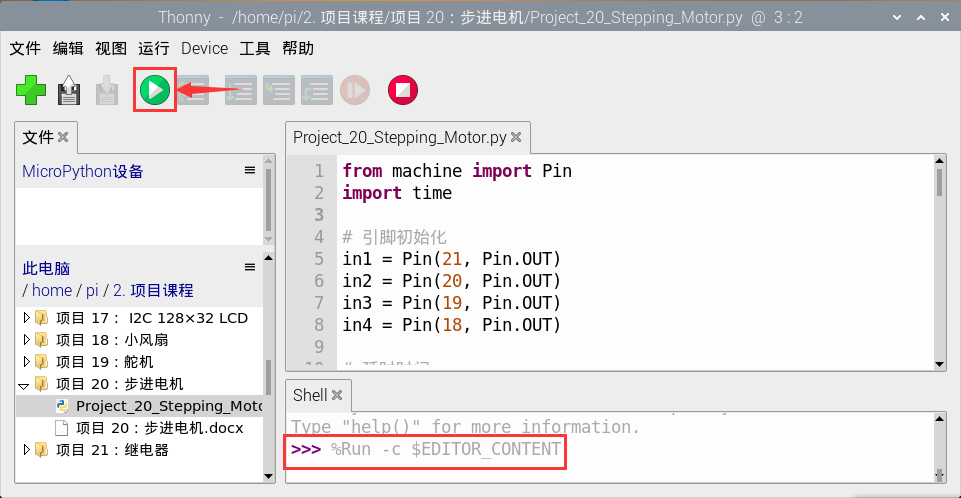 Thonny - /home/pi/2. 项目课程/项目 20：步进电机/Project_20_Stepping_Motor.py @ 3 : 2
文件 编辑 视图 运行 Device 工具 帮助
文件
MicroPython设备
此电脑
/ home / pi / 2. 项目课程
项目 17： I2C 128×32 LCD
项目 18：小风扇
项目 19：舵机
项目 20：步进电机
Project_20_Stepping_Moto
项目 20：步进电机.docx
项目 21：继电器
Project_20_Stepping_Motor.py
1 from machine import Pin
2 import time
3
4 # 引脚初始化
5 in1 = Pin(21, Pin.OUT)
6 in2 = Pin(20, Pin.OUT)
7 in3 = Pin(19, Pin.OUT)
8 in4 = Pin(18, Pin.OUT)
9
Shell
Type "help()" for more information.
>>> %Run -c $EDITOR_CONTENT